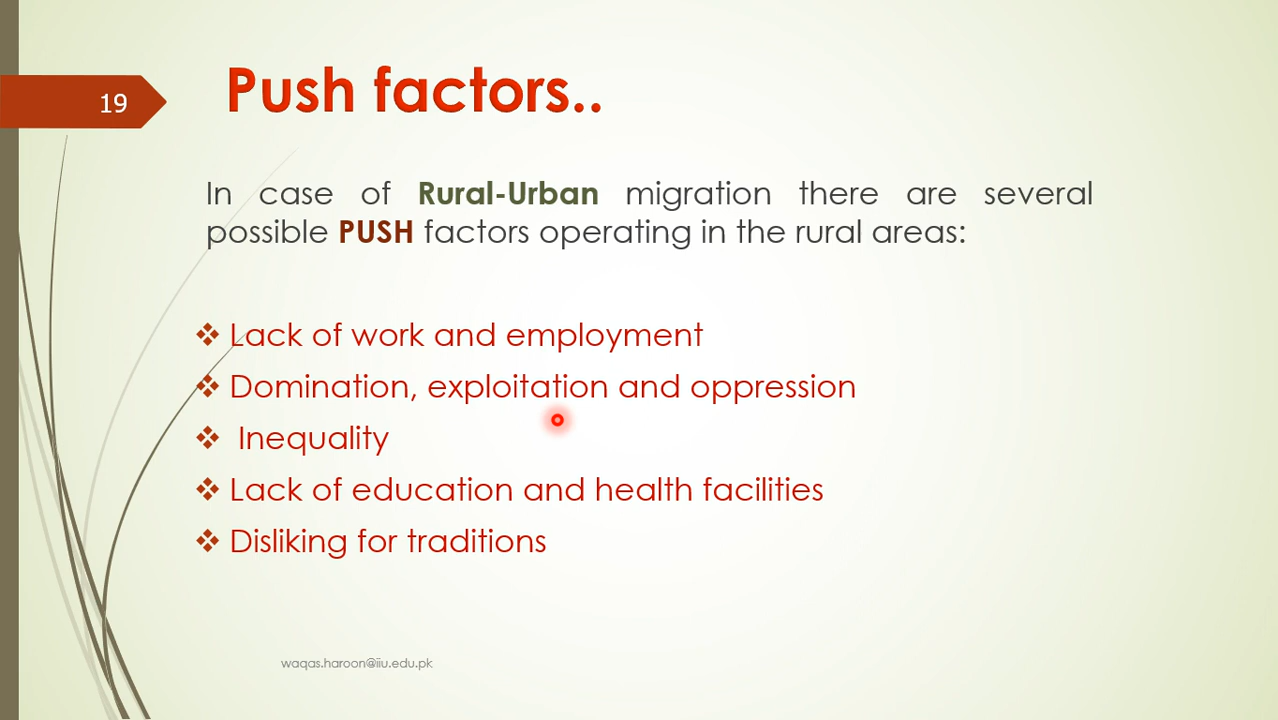 19
Push factors..
In case of Rural-Urban migration there are several
possible PUSH factors operating in the rural areas:
❖ Lack of work and employment
❖ Domination, exploitation and oppression
❖ Inequality
❖ Lack of education and health facilities
❖ Disliking for traditions
waqas.haroon@iiu.edu.pk